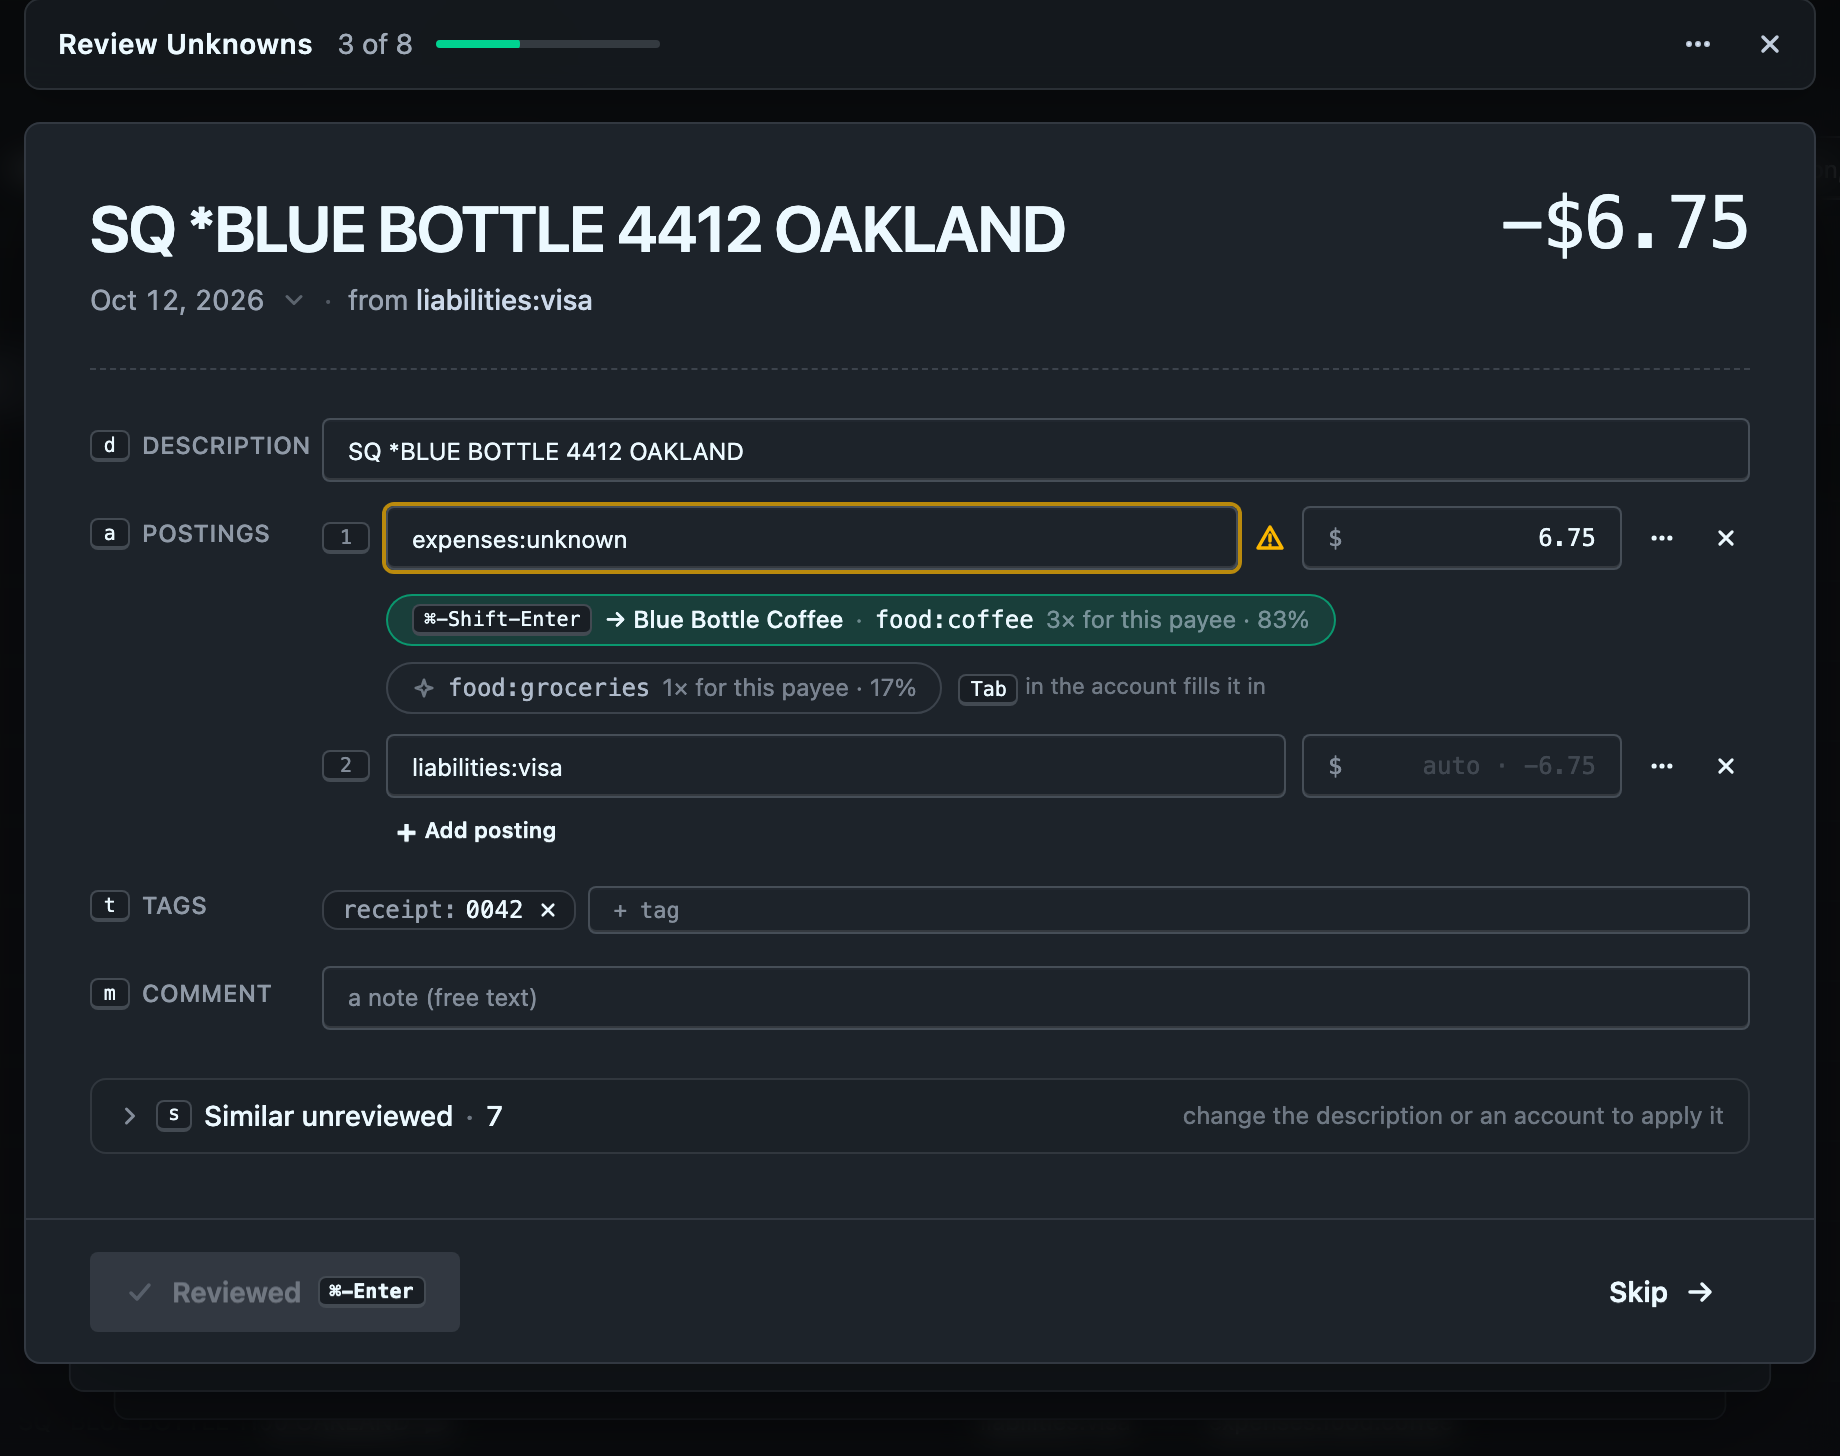 Review Unknowns 3 of 8
SQ *BLUE BOTTLE 4412 OAKLAND −$6.75
Oct 12, 2026 · from liabilities:visa
d DESCRIPTION SQ *BLUE BOTTLE 4412 OAKLAND
a POSTINGS 1 expenses:unknown $ 6.75
⌘–Shift–Enter → Blue Bottle Coffee · food:coffee 3× for this payee · 83%
food:groceries 1× for this payee · 17% Tab in the account fills it in
2 liabilities:visa $ auto · −6.75
+ Add posting
t TAGS receipt: 0042 × + tag
m COMMENT a note (free text)
s Similar unreviewed · 7 change the description or an account to apply it
Reviewed ⌘–Enter Skip →